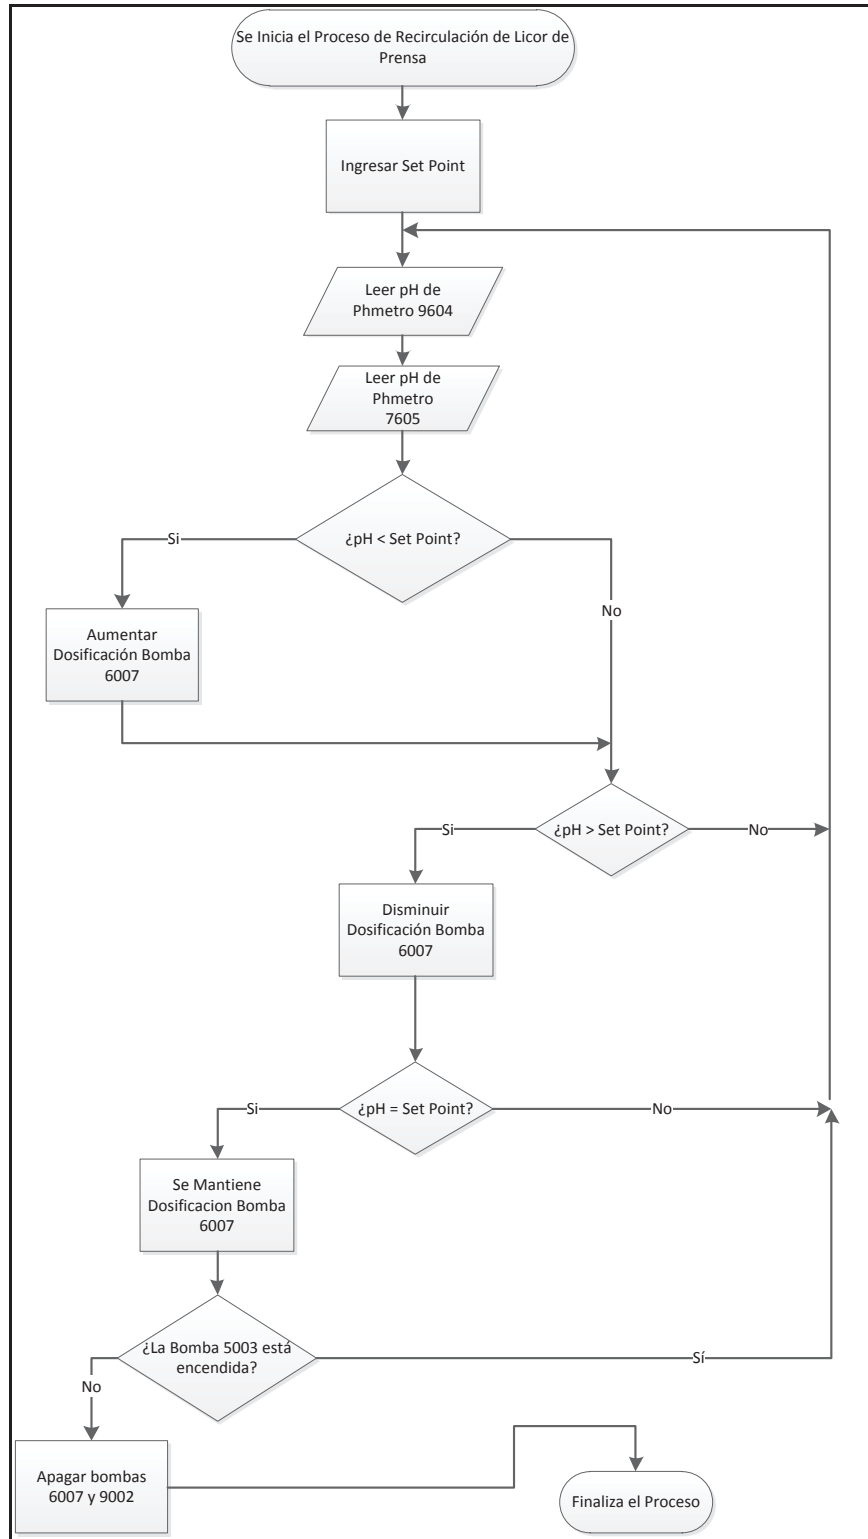 Se Inicia el Proceso de Recirculación de Licor de
Prensa
Ingresar Set Point
Leer pH de
Phmetro 9604
Leer pH de
Phmetro
7605
¿pH < Set Point?
Si
No
Aumentar
Dosificación Bomba
6007
¿pH > Set Point?
Si
No
Disminuir
Dosificación Bomba
6007
¿pH = Set Point?
Si
No
Se Mantiene
Dosificacion Bomba
6007
¿La Bomba 5003 está
encendida?
Sí
No
Apagar bombas
6007 y 9002
Finaliza el Proceso